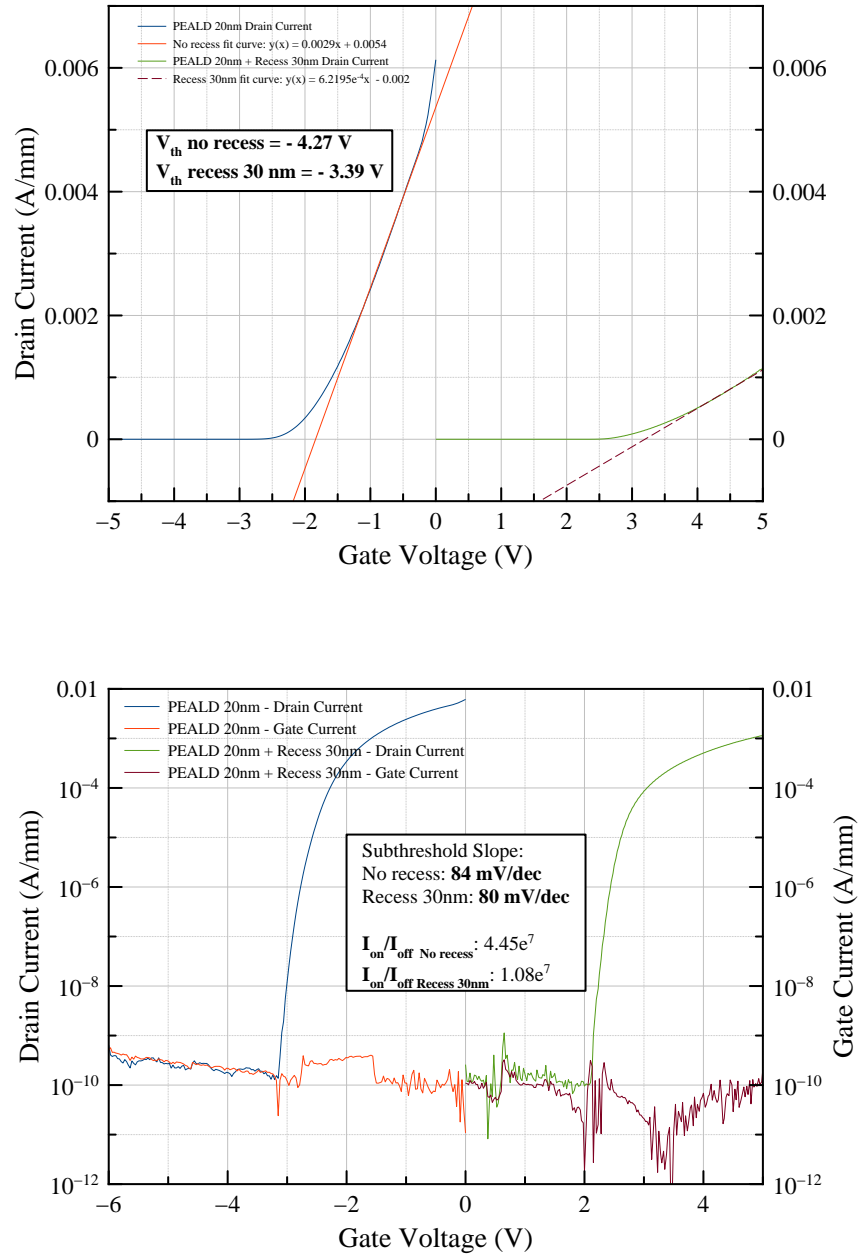 PEALD 20nm Drain Current
No recess fit curve: y(x) = 0.0029x + 0.0054
PEALD 20nm + Recess 30nm Drain Current
Recess 30nm fit curve: y(x) = 6.2195e⁻⁴x - 0.002
V_th no recess = - 4.27 V
V_th recess 30 nm = - 3.39 V
Drain Current (A/mm)
0.006
0.004
0.002
0
0.006
0.004
0.002
0
−5 −4 −3 −2 −1 0 1 2 3 4 5
Gate Voltage (V)
PEALD 20nm - Drain Current
PEALD 20nm - Gate Current
PEALD 20nm + Recess 30nm - Drain Current
PEALD 20nm + Recess 30nm - Gate Current
Subthreshold Slope:
No recess: 84 mV/dec
Recess 30nm: 80 mV/dec
I_on/I_off No recess: 4.45e⁷
I_on/I_off Recess 30nm: 1.08e⁷
Drain Current (A/mm)
0.01
10⁻⁴
10⁻⁶
10⁻⁸
10⁻¹⁰
10⁻¹²
0.01
10⁻⁴
10⁻⁶
10⁻⁸
10⁻¹⁰
10⁻¹²
Gate Current (A/mm)
−6 −4 −2 0 2 4
Gate Voltage (V)